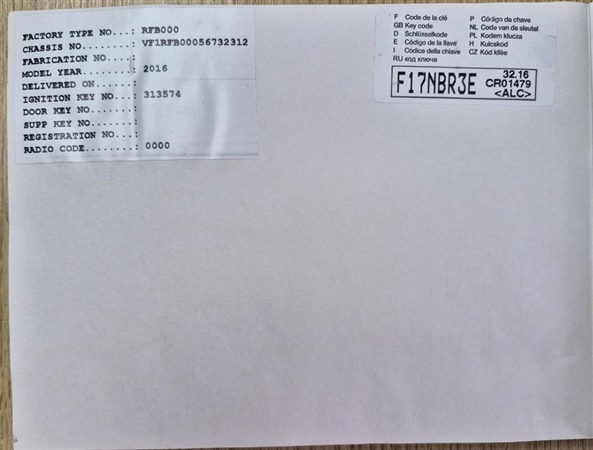 FACTORY TYPE NO...: RFB000
CHASSIS NO........: VF1RFB00056732312
FABRICATION NO....:
MODEL YEAR........: 2016
DELIVERED ON......:
IGNITION KEY NO...: 313574
DOOR KEY NO.......:
SUPP KEY NO.......:
REGISTRATION NO...:
RADIO CODE........: 0000
F Code de la clé P Código da chave
GB Key code NL Code van de sleutel
D Schlüsselkode PL Kodem klucza
E Código de la llave H Kulcskód
I Codice della chiave CZ Kód klíče
RU код ключа
F17NBR3E 32.16
CR01479
<ALC>